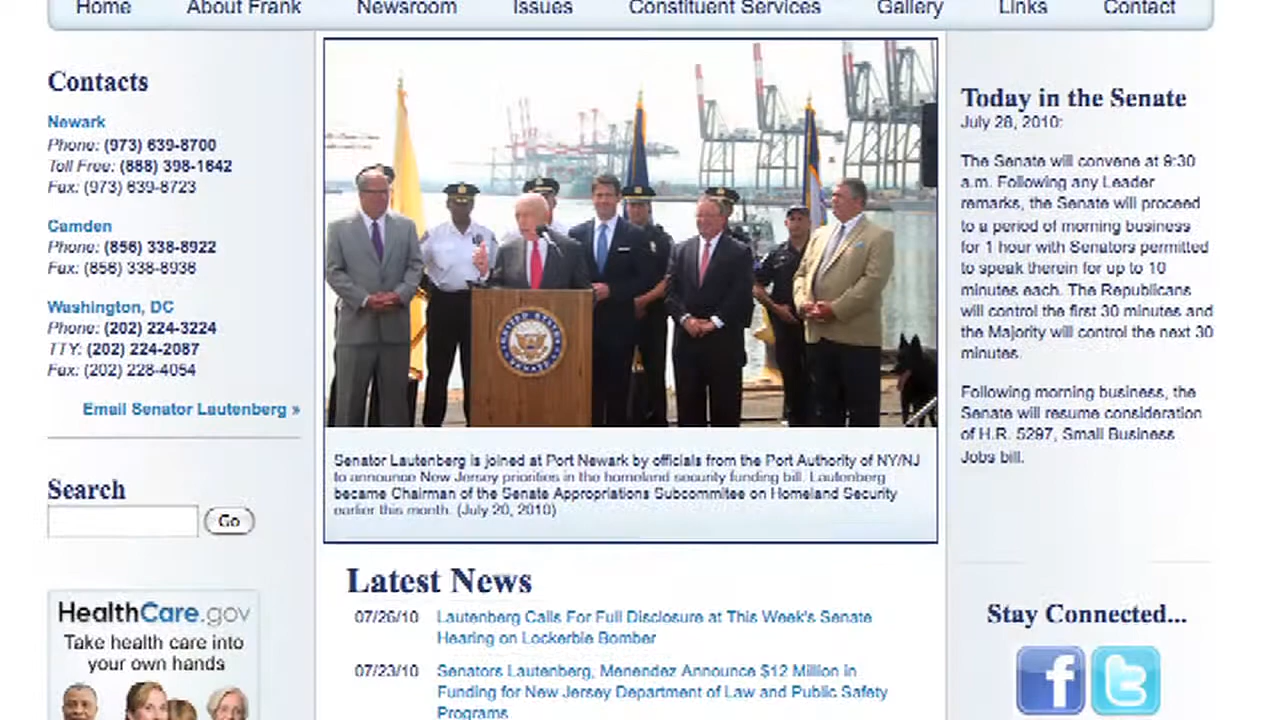 Home About Frank Newsroom Issues Constituent Services Gallery Links Contact
Contacts
Newark
Phone: (973) 639-8700
Toll Free: (888) 398-1642
Fax: (973) 639-8723
Camden
Phone: (856) 338-8922
Fax: (856) 338-8936
Washington, DC
Phone: (202) 224-3224
TTY: (202) 224-2087
Fax: (202) 228-4054
Email Senator Lautenberg »
Search
Go
HealthCare.gov
Take health care into
your own hands
UNITED STATES
SENATE
Senator Lautenberg is joined at Port Newark by officials from the Port Authority of NY/NJ
to announce New Jersey priorities in the homeland security funding bill. Lautenberg
became Chairman of the Senate Appropriations Subcommitee on Homeland Security
earlier this month. (July 20, 2010)
Latest News
07/26/10 Lautenberg Calls For Full Disclosure at This Week's Senate
Hearing on Lockerbie Bomber
07/23/10 Senators Lautenberg, Menendez Announce $12 Million in
Funding for New Jersey Department of Law and Public Safety
Programs
Today in the Senate
July 28, 2010:
The Senate will convene at 9:30
a.m. Following any Leader
remarks, the Senate will proceed
to a period of morning business
for 1 hour with Senators permitted
to speak therein for up to 10
minutes each. The Republicans
will control the first 30 minutes and
the Majority will control the next 30
minutes.
Following morning business, the
Senate will resume consideration
of H.R. 5297, Small Business
Jobs bill.
Stay Connected...
f
t